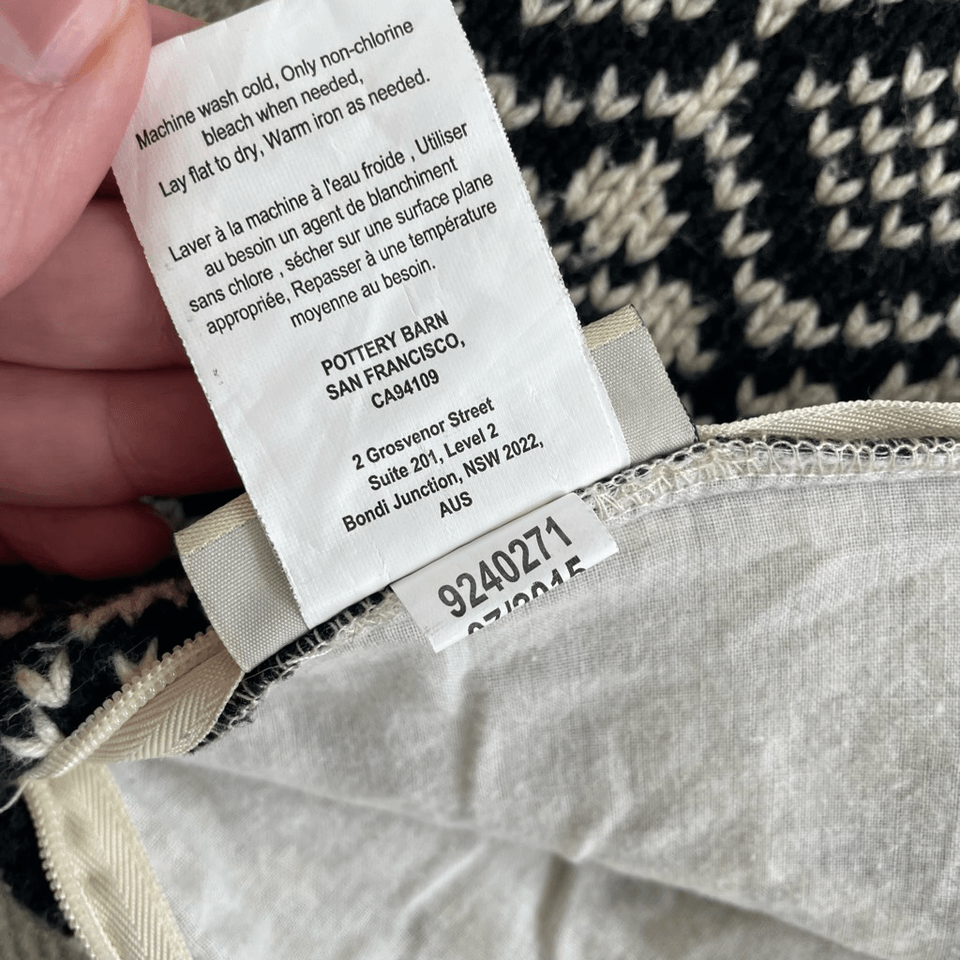 Machine wash cold, Only non-chlorine
bleach when needed,
Lay flat to dry, Warm iron as needed.
Laver à la machine à l'eau froide , Utiliser
au besoin un agent de blanchiment
sans chlore , sécher sur une surface plane
appropriée, Repasser à une température
moyenne au besoin.
POTTERY BARN
SAN FRANCISCO,
CA94109
2 Grosvenor Street
Suite 201, Level 2
Bondi Junction, NSW 2022,
AUS
9240271
07/2015